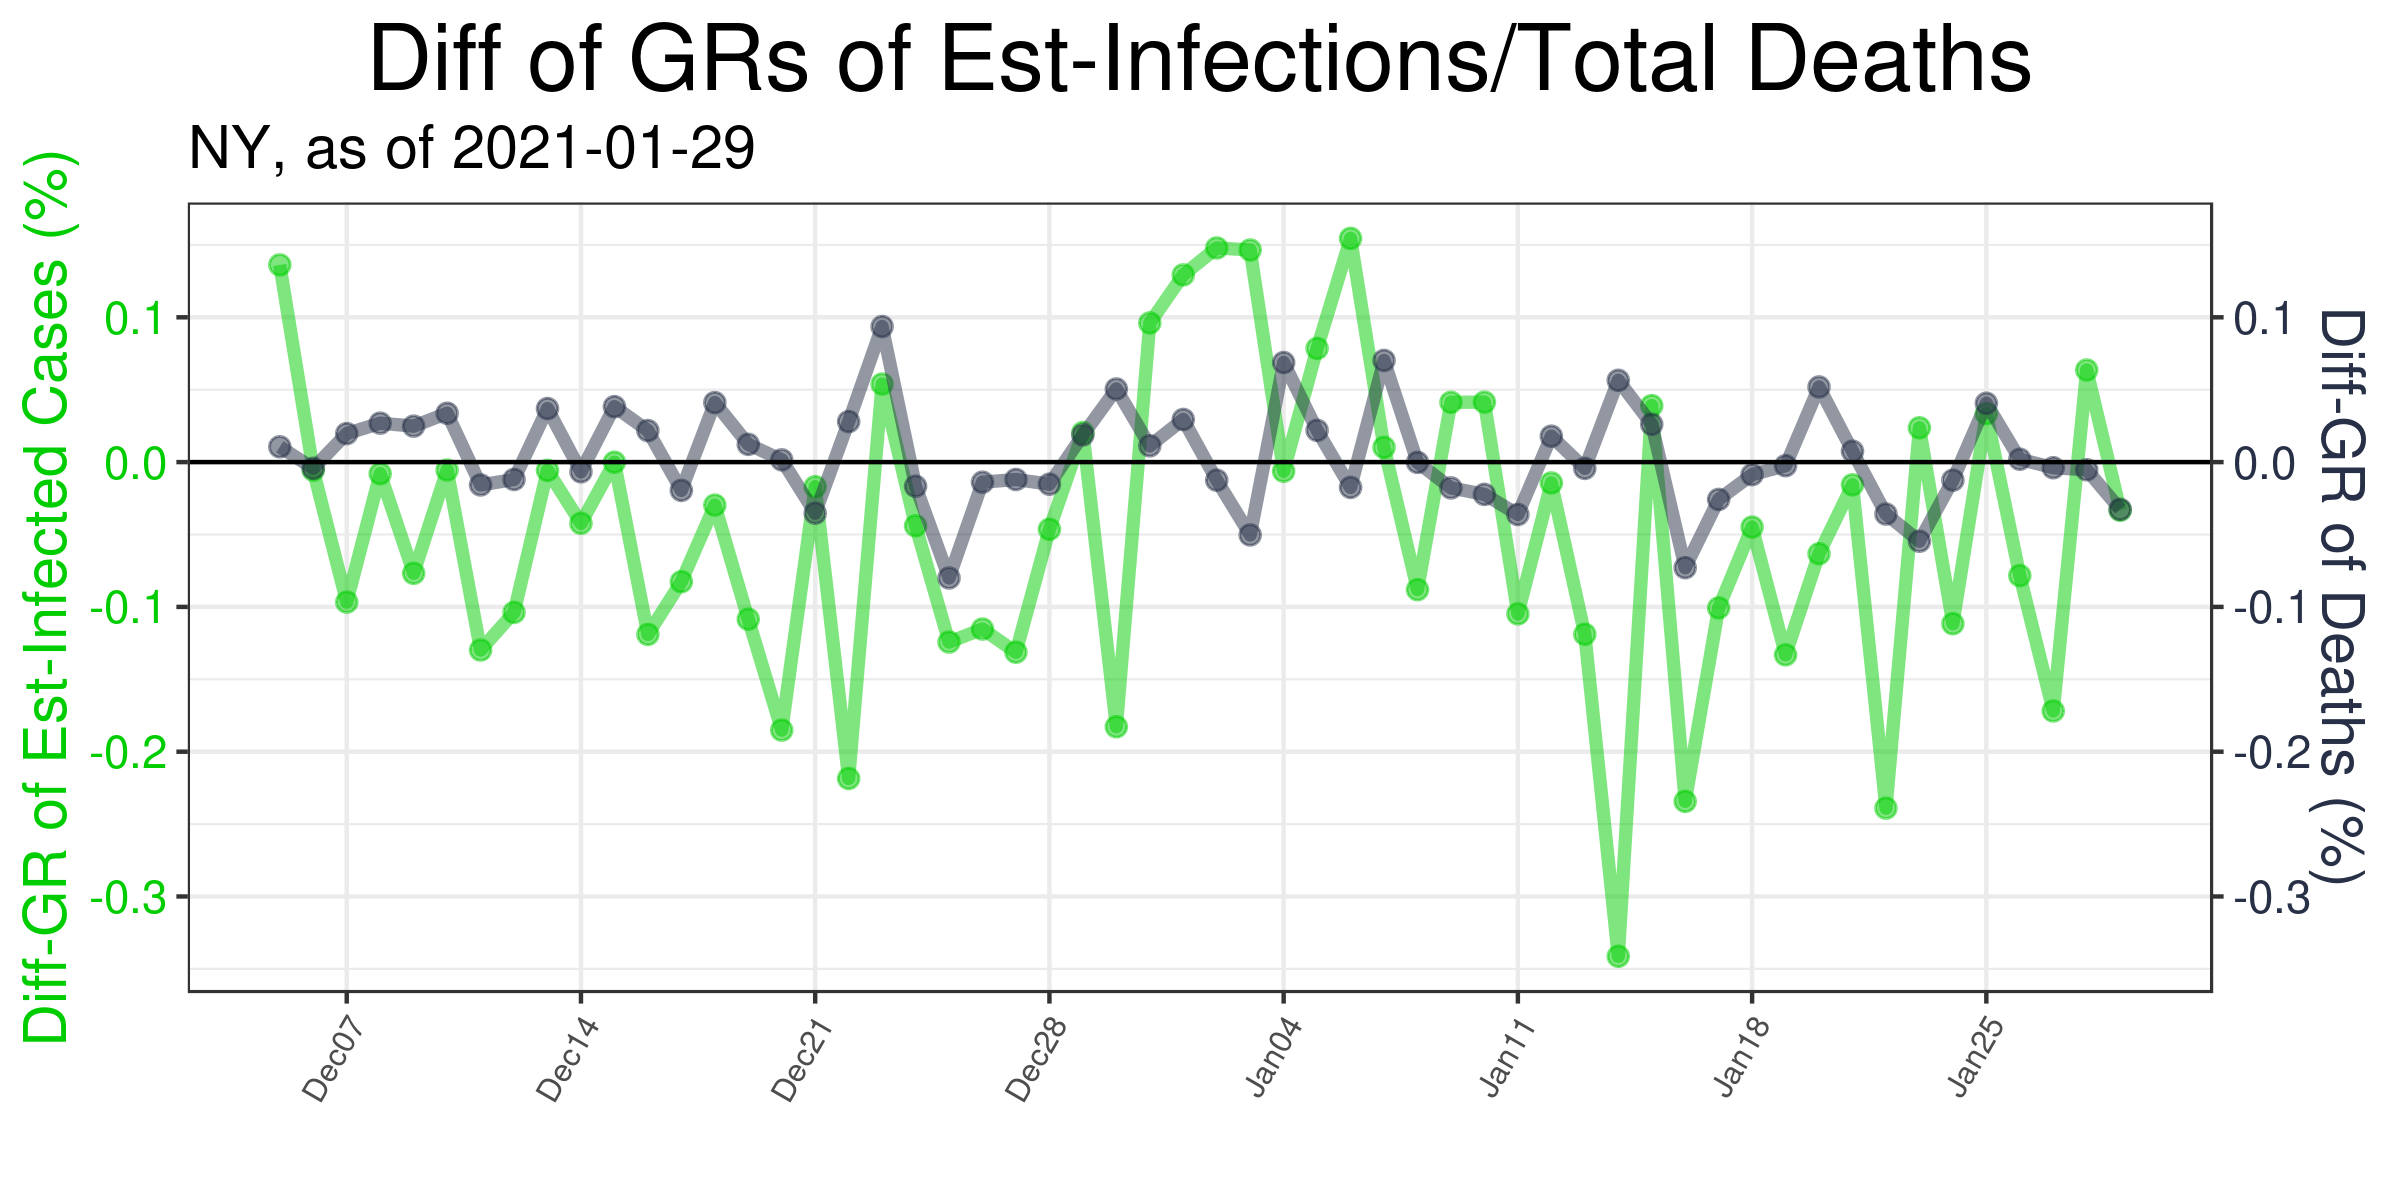 Diff of GRs of Est-Infections/Total Deaths
NY, as of 2021-01-29
Diff-GR of Est-Infected Cases (%)
0.1
0.0
-0.1
-0.2
-0.3
0.1
0.0
-0.1
-0.2
-0.3
Diff-GR of Deaths (%)
Dec07
Dec14
Dec21
Dec28
Jan04
Jan11
Jan18
Jan25